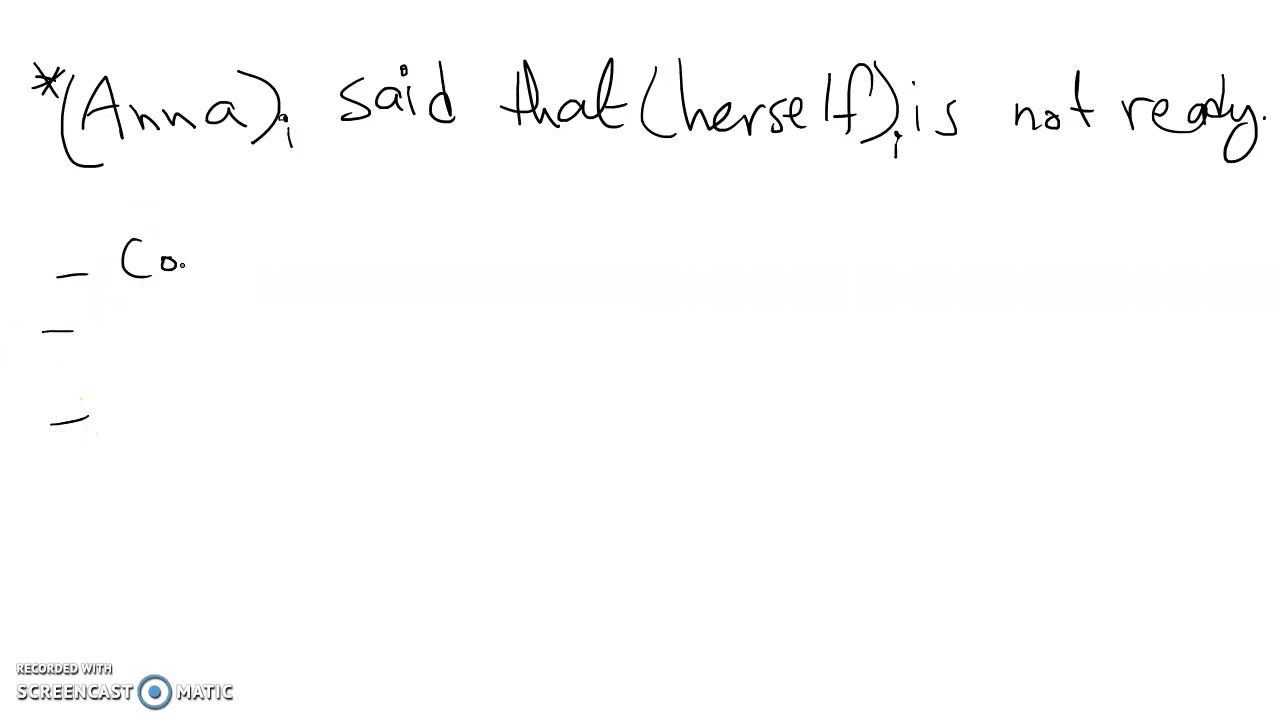 *(Anna)i said that (herself)i is not ready.
– Co
–
–
RECORDED WITH
SCREENCAST MATIC